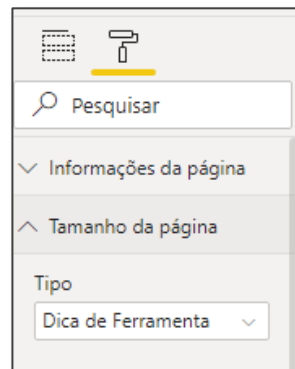 Pesquisar
Informações da página
Tamanho da página
Tipo
Dica de Ferramenta